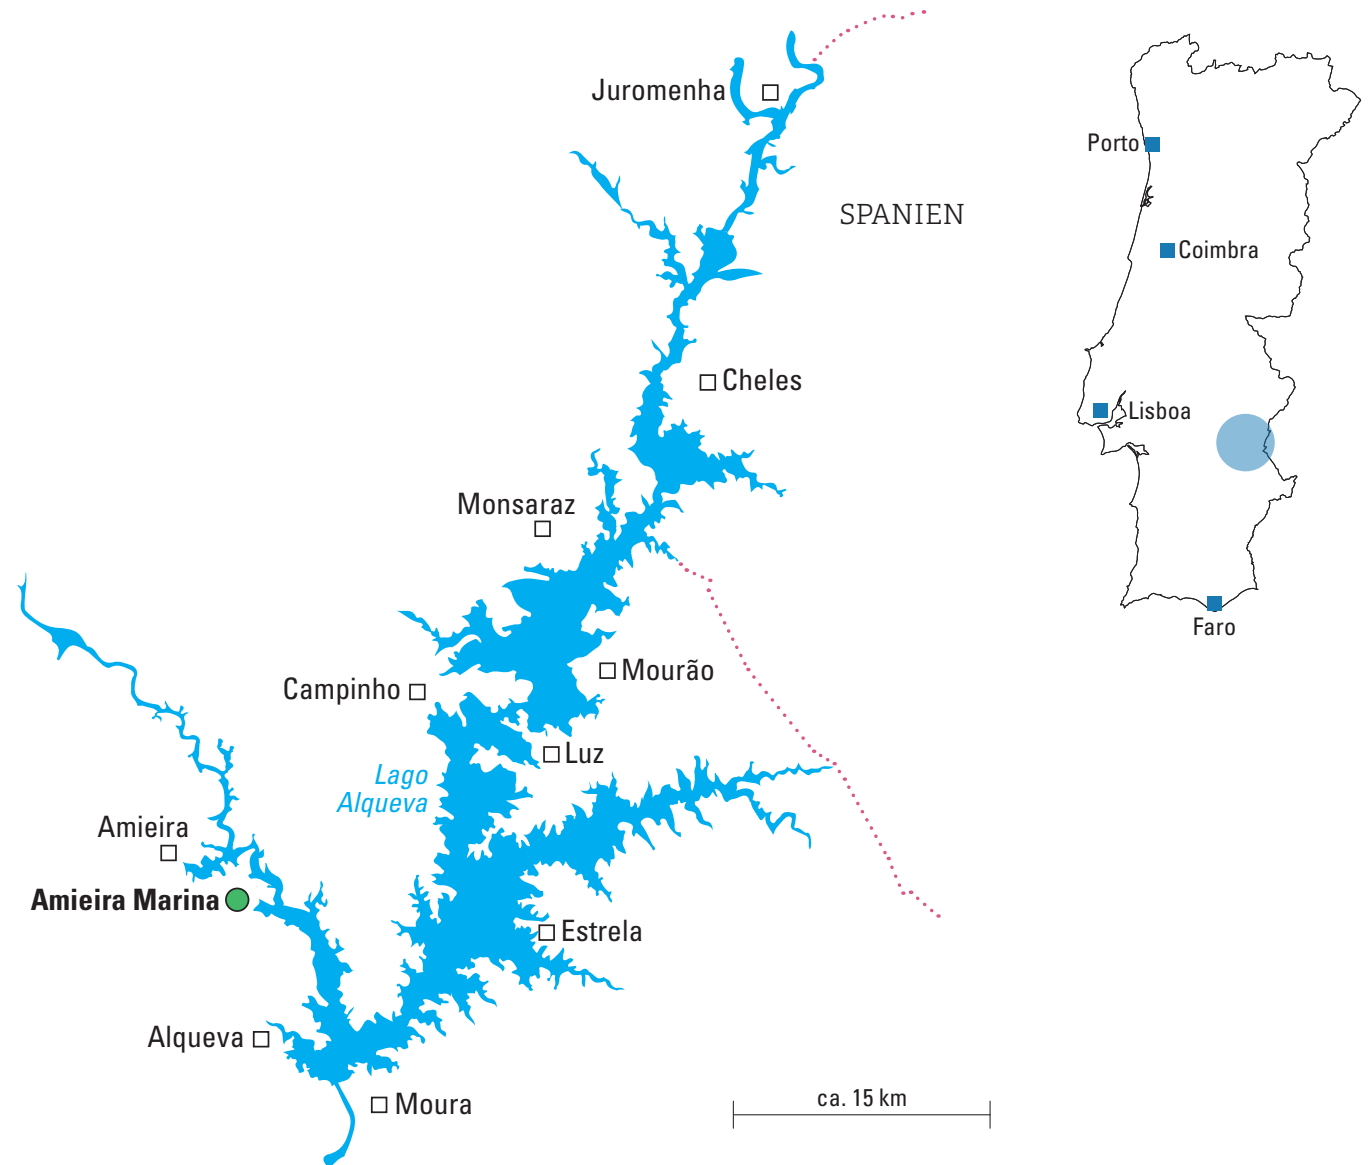 Juromenha
SPANIEN
Cheles
Monsaraz
Mourão
Campinho
Luz
Lago
Alqueva
Amieira
Amieira Marina
Estrela
Alqueva
Moura
ca. 15 km
Porto
Coimbra
Lisboa
Faro